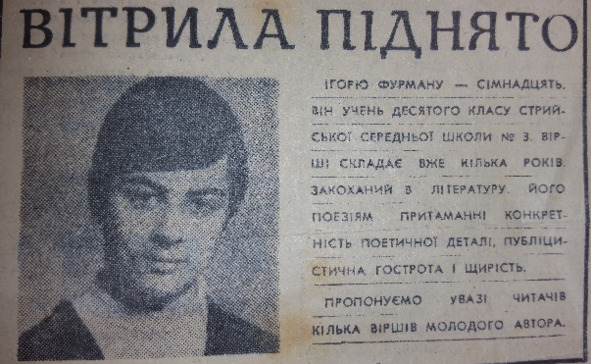 ВІТРИЛА ПІДНЯТО
ІГОРЮ ФУРМАНУ — СІМНАДЦЯТЬ.
ВІН УЧЕНЬ ДЕСЯТОГО КЛАСУ СТРИЙ-
СЬКОЇ СЕРЕДНЬОЇ ШКОЛИ № 3. ВІР-
ШІ СКЛАДАЄ ВЖЕ КІЛЬКА РОКІВ.
ЗАКОХАНИЙ В ЛІТЕРАТУРУ. ЙОГО
ПОЕЗІЯМ ПРИТАМАННІ КОНКРЕТ-
НІСТЬ ПОЕТИЧНОЇ ДЕТАЛІ, ПУБЛІЦИ-
СТИЧНА ГОСТРОТА І ЩИРІСТЬ.
ПРОПОНУЄМО УВАЗІ ЧИТАЧІВ
КІЛЬКА ВІРШІВ МОЛОДОГО АВТОРА.